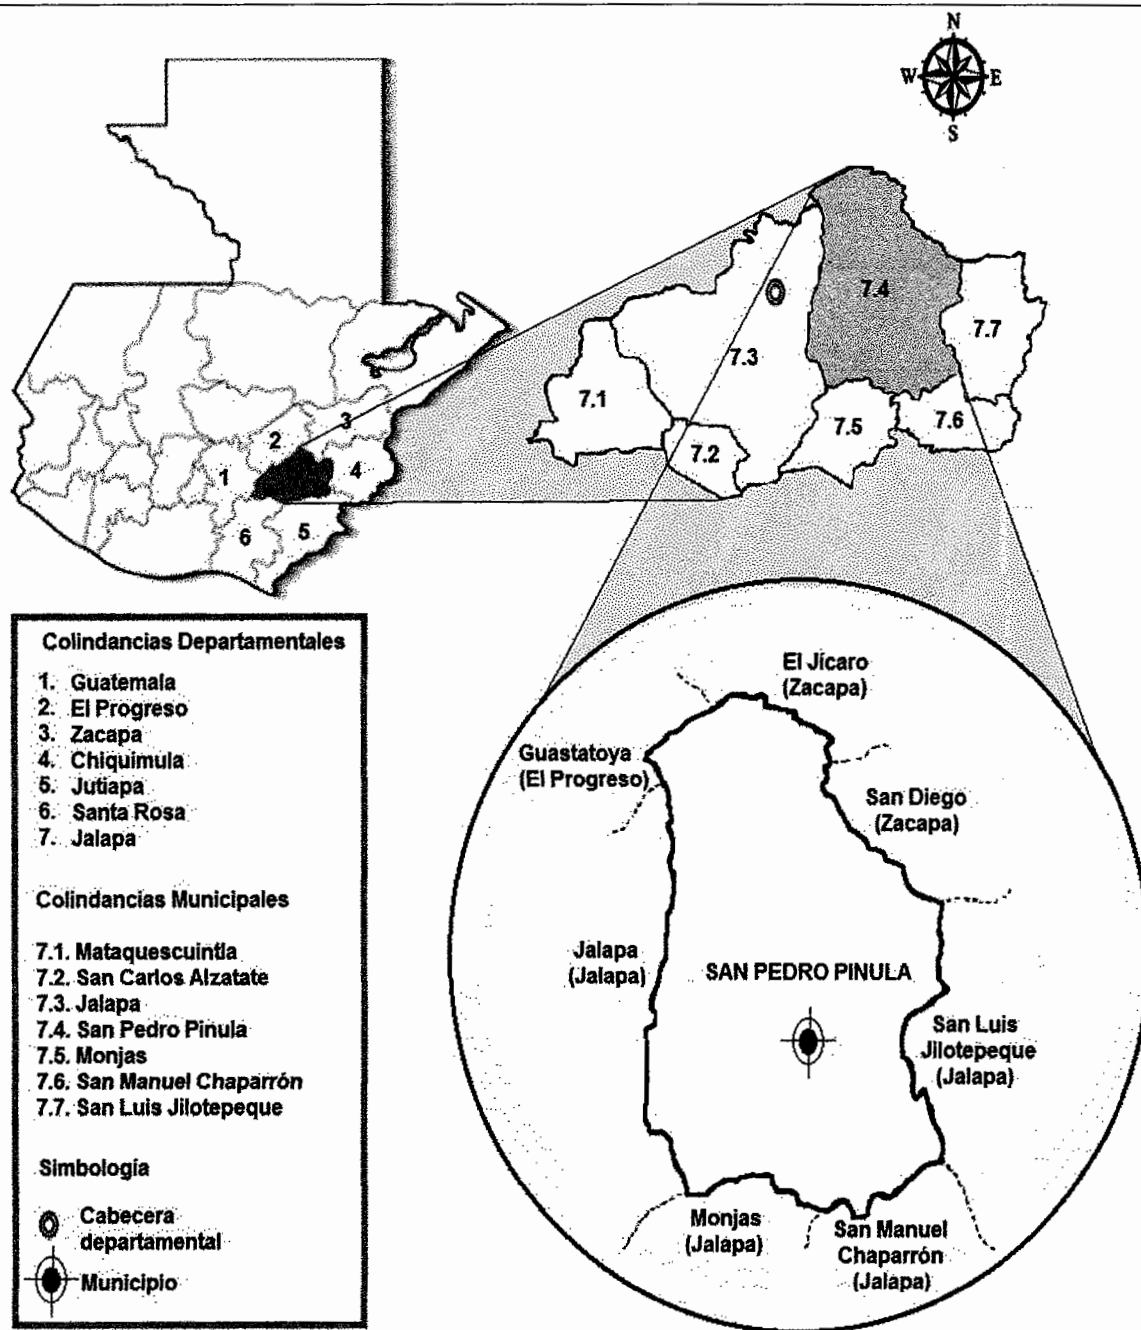 N
W E
S
1
2
3
4
5
6
7.1
7.2
7.3
7.4
7.5
7.6
7.7
Colindancias Departamentales
1. Guatemala
2. El Progreso
3. Zacapa
4. Chiquimula
5. Jutiapa
6. Santa Rosa
7. Jalapa
Colindancias Municipales
7.1. Mataquescuintla
7.2. San Carlos Alzatate
7.3. Jalapa
7.4. San Pedro Pinula
7.5. Monjas
7.6. San Manuel Chaparrón
7.7. San Luis Jilotepeque
Simbología
Cabecera
departamental
Municipio
El Jícaro
(Zacapa)
Guastatoya
(El Progreso)
San Diego
(Zacapa)
Jalapa
(Jalapa)
SAN PEDRO PINULA
San Luis
Jilotepeque
(Jalapa)
Monjas
(Jalapa)
San Manuel
Chaparrón
(Jalapa)